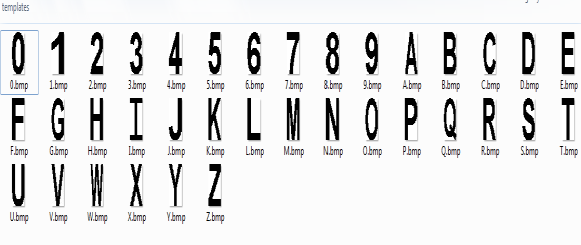 templates
0 1 2 3 4 5 6 7 8 9 A B C D E
0.bmp 1.bmp 2.bmp 3.bmp 4.bmp 5.bmp 6.bmp 7.bmp 8.bmp 9.bmp A.bmp B.bmp C.bmp D.bmp E.bmp
F G H I J K L M N O P Q R S T
F.bmp G.bmp H.bmp I.bmp J.bmp K.bmp L.bmp M.bmp N.bmp O.bmp P.bmp Q.bmp R.bmp S.bmp T.bmp
U V W X Y Z
U.bmp V.bmp W.bmp X.bmp Y.bmp Z.bmp